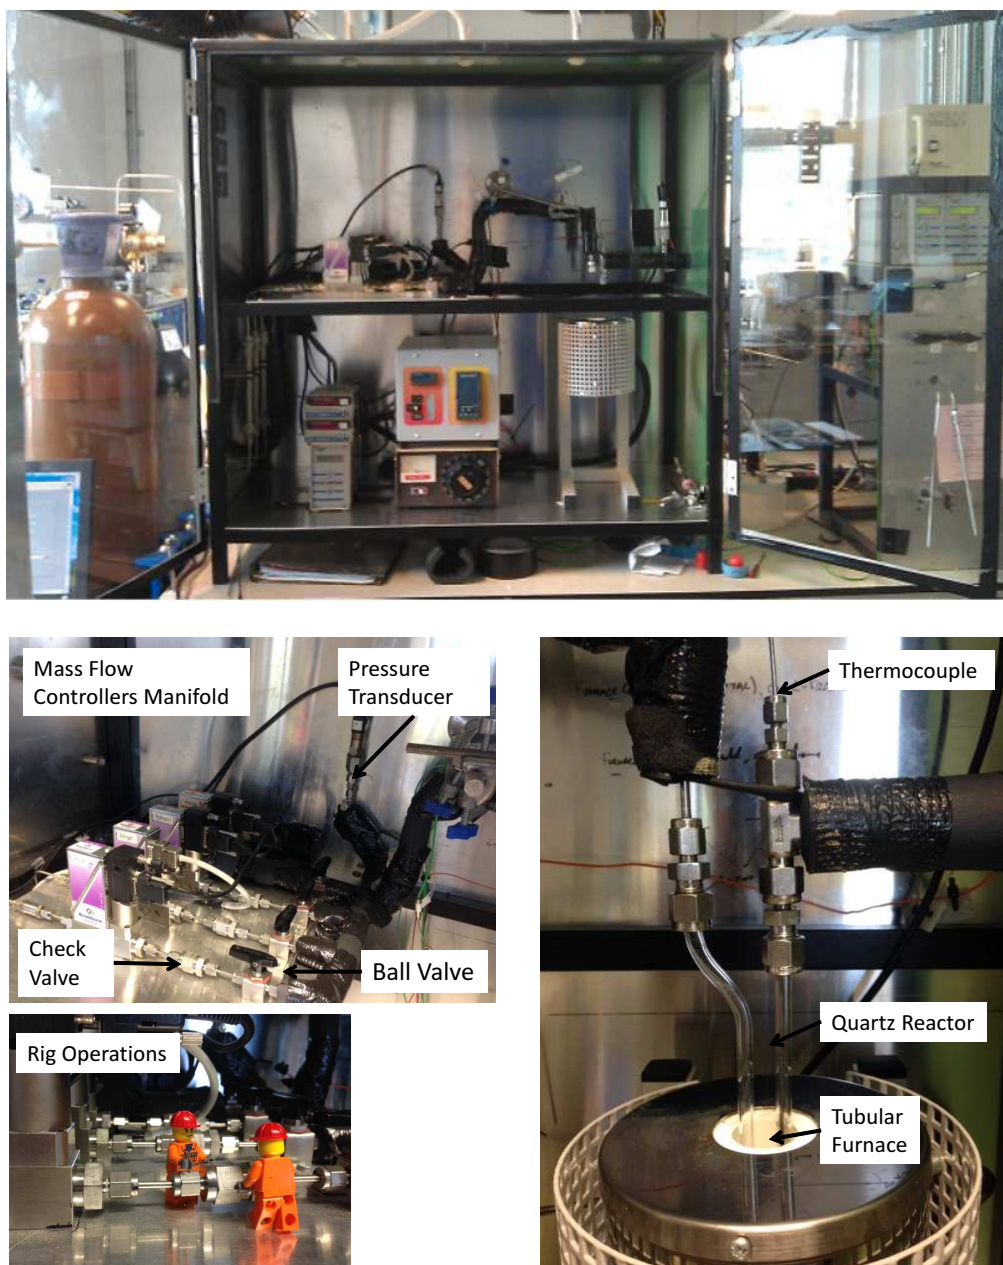 Mass Flow
Controllers Manifold
Pressure
Transducer
Check
Valve
Ball Valve
Rig Operations
Thermocouple
Quartz Reactor
Tubular
Furnace